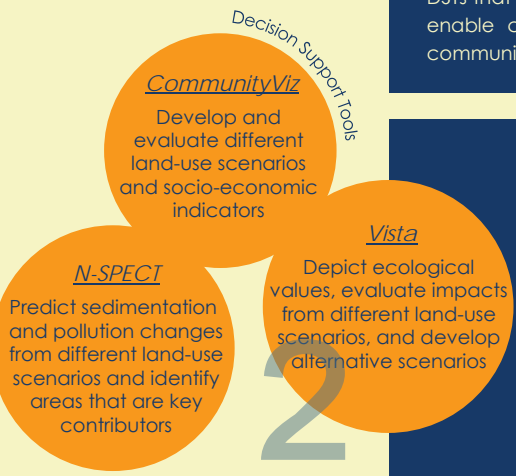 DSTs that
enable
communi
Decision Support Tools
CommunityViz
Develop and
evaluate different
land-use scenarios
and socio-economic
indicators
Vista
Depict ecological
values, evaluate impacts
from different land-use
scenarios, and develop
alternative scenarios
N-SPECT
Predict sedimentation
and pollution changes
from different land-use
scenarios and identify
areas that are key
contributors
2